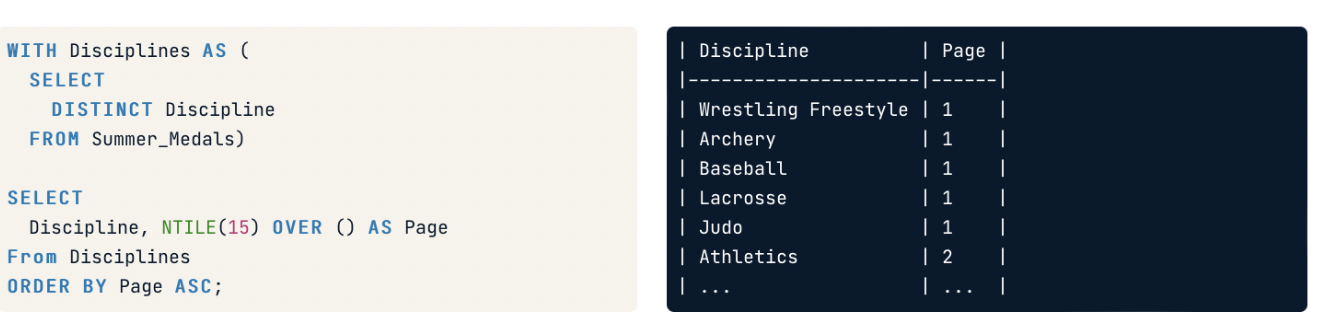 WITH Disciplines AS (
SELECT
DISTINCT Discipline
FROM Summer_Medals)
SELECT
Discipline, NTILE(15) OVER () AS Page
From Disciplines
ORDER BY Page ASC;
| Discipline | Page |
|---------------------|------|
| Wrestling Freestyle | 1 |
| Archery | 1 |
| Baseball | 1 |
| Lacrosse | 1 |
| Judo | 1 |
| Athletics | 2 |
| ... | ... |